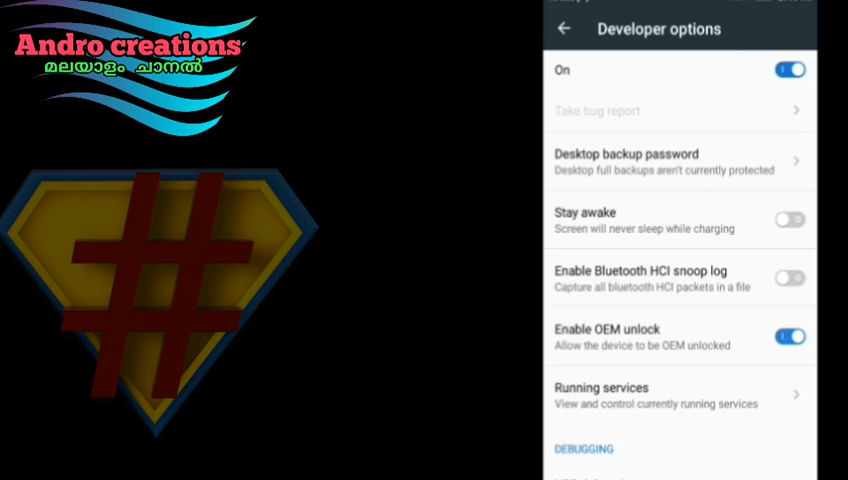 Andro creations
മലയാളം ചാനൽ
Developer options
On
Take bug report
Desktop backup password
Desktop full backups aren't currently protected
Stay awake
Screen will never sleep while charging
Enable Bluetooth HCI snoop log
Capture all bluetooth HCI packets in a file
Enable OEM unlock
Allow the device to be OEM unlocked
Running services
View and control currently running services
DEBUGGING